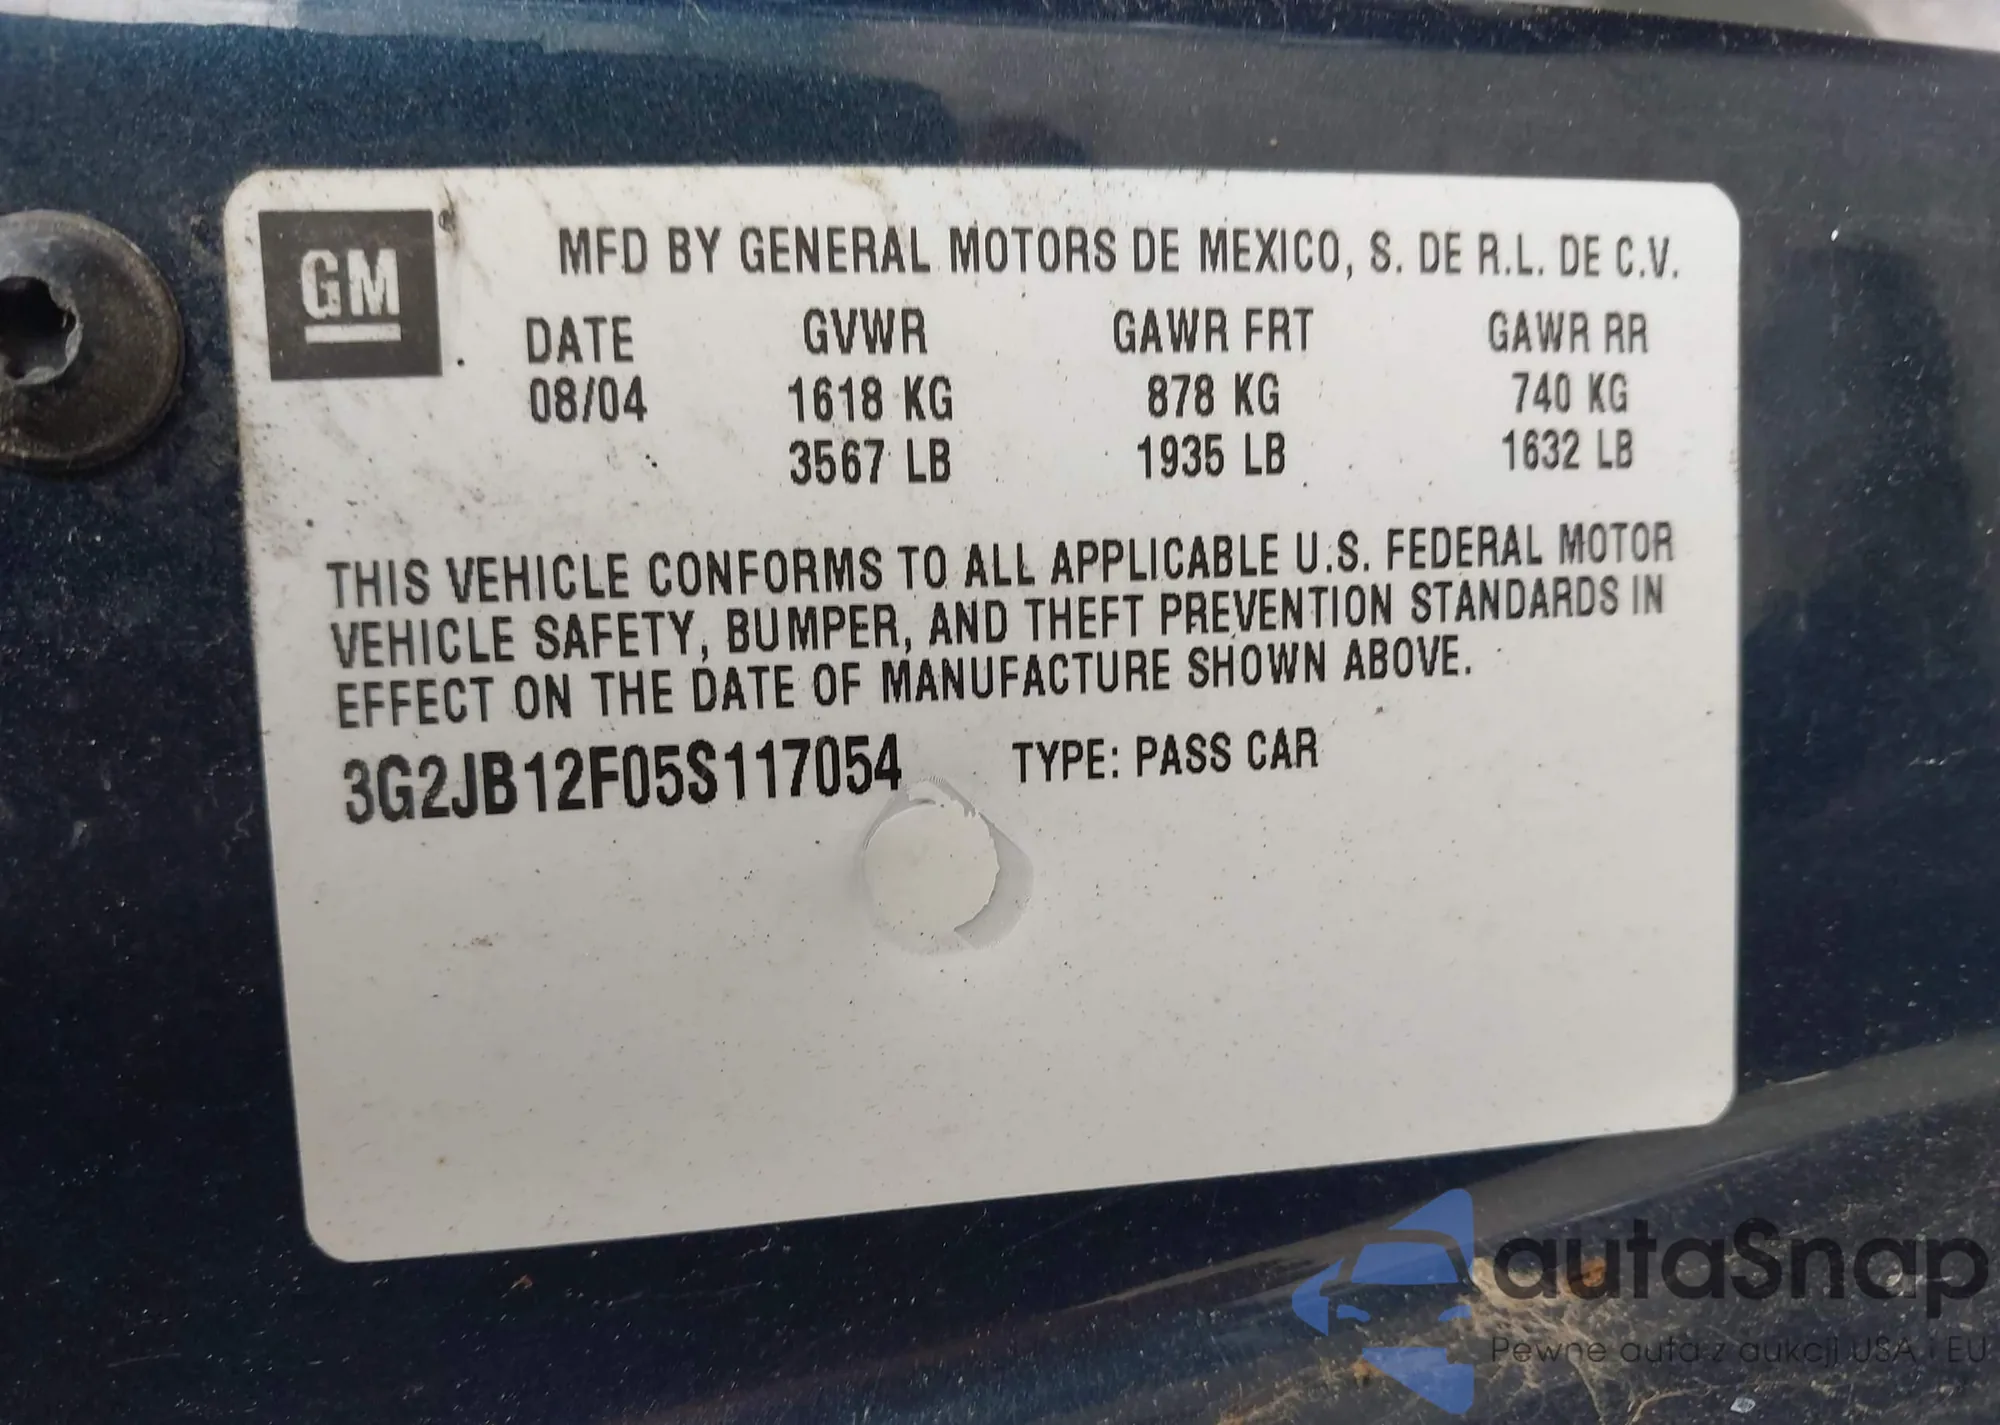 GM
MFD BY GENERAL MOTORS DE MEXICO, S. DE R.L. DE C.V.
DATE GVWR GAWR FRT GAWR RR
08/04 1618 KG 878 KG 740 KG
3567 LB 1935 LB 1632 LB
THIS VEHICLE CONFORMS TO ALL APPLICABLE U.S. FEDERAL MOTOR
VEHICLE SAFETY, BUMPER, AND THEFT PREVENTION STANDARDS IN
EFFECT ON THE DATE OF MANUFACTURE SHOWN ABOVE.
3G2JB12F05S117054 TYPE: PASS CAR
autaSnap
Pewne auta z aukcji USA i EU